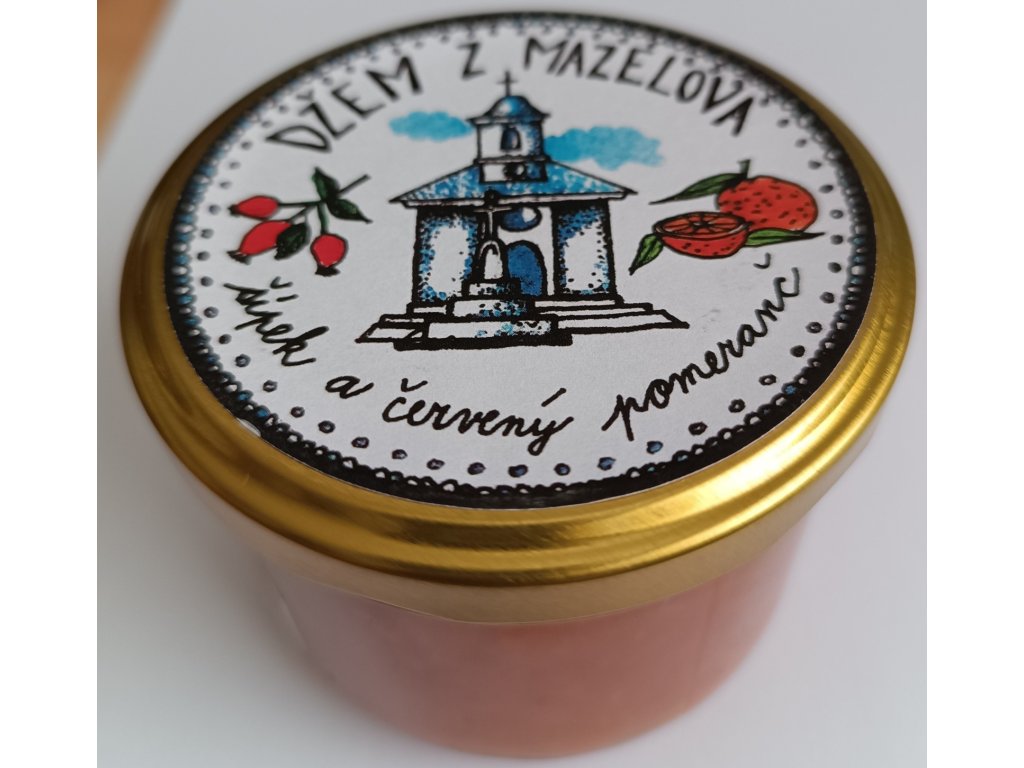 DŽEM Z MAZELOVA
šípek a červený pomeranč